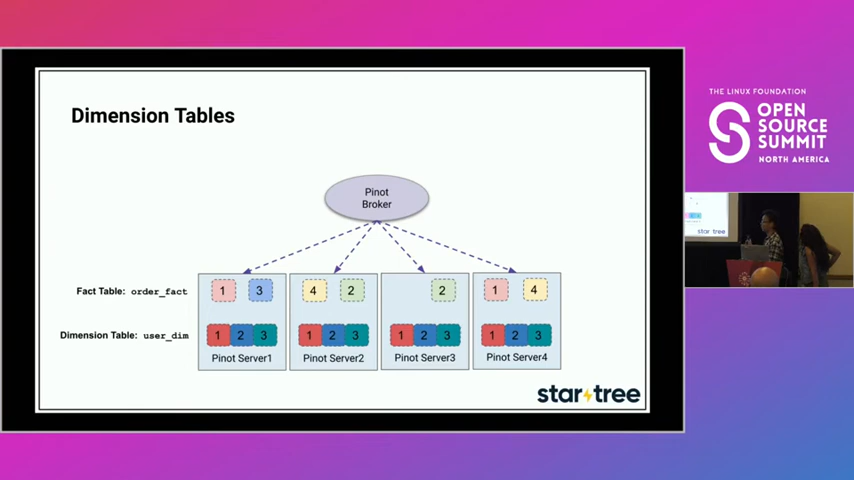 Dimension Tables
Pinot
Broker
Fact Table: order_fact
1 3
4 2
2
1 4
Dimension Table: user_dim
1 2 3
1 2 3
1 2 3
1 2 3
Pinot Server1
Pinot Server2
Pinot Server3
Pinot Server4
star tree
THE LINUX FOUNDATION
OPEN
SOURCE
SUMMIT
NORTH AMERICA
star tree